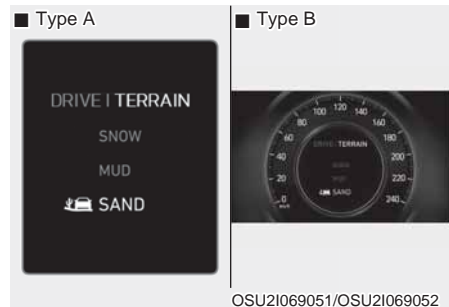 ■ Type A
DRIVE | TERRAIN
SNOW
MUD
SAND
■ Type B
0
20
40
60
80
100
120
140
160
180
200
220
240
DRIVE | TERRAIN
MUD
SAND
OSU2I069051/OSU2I069052